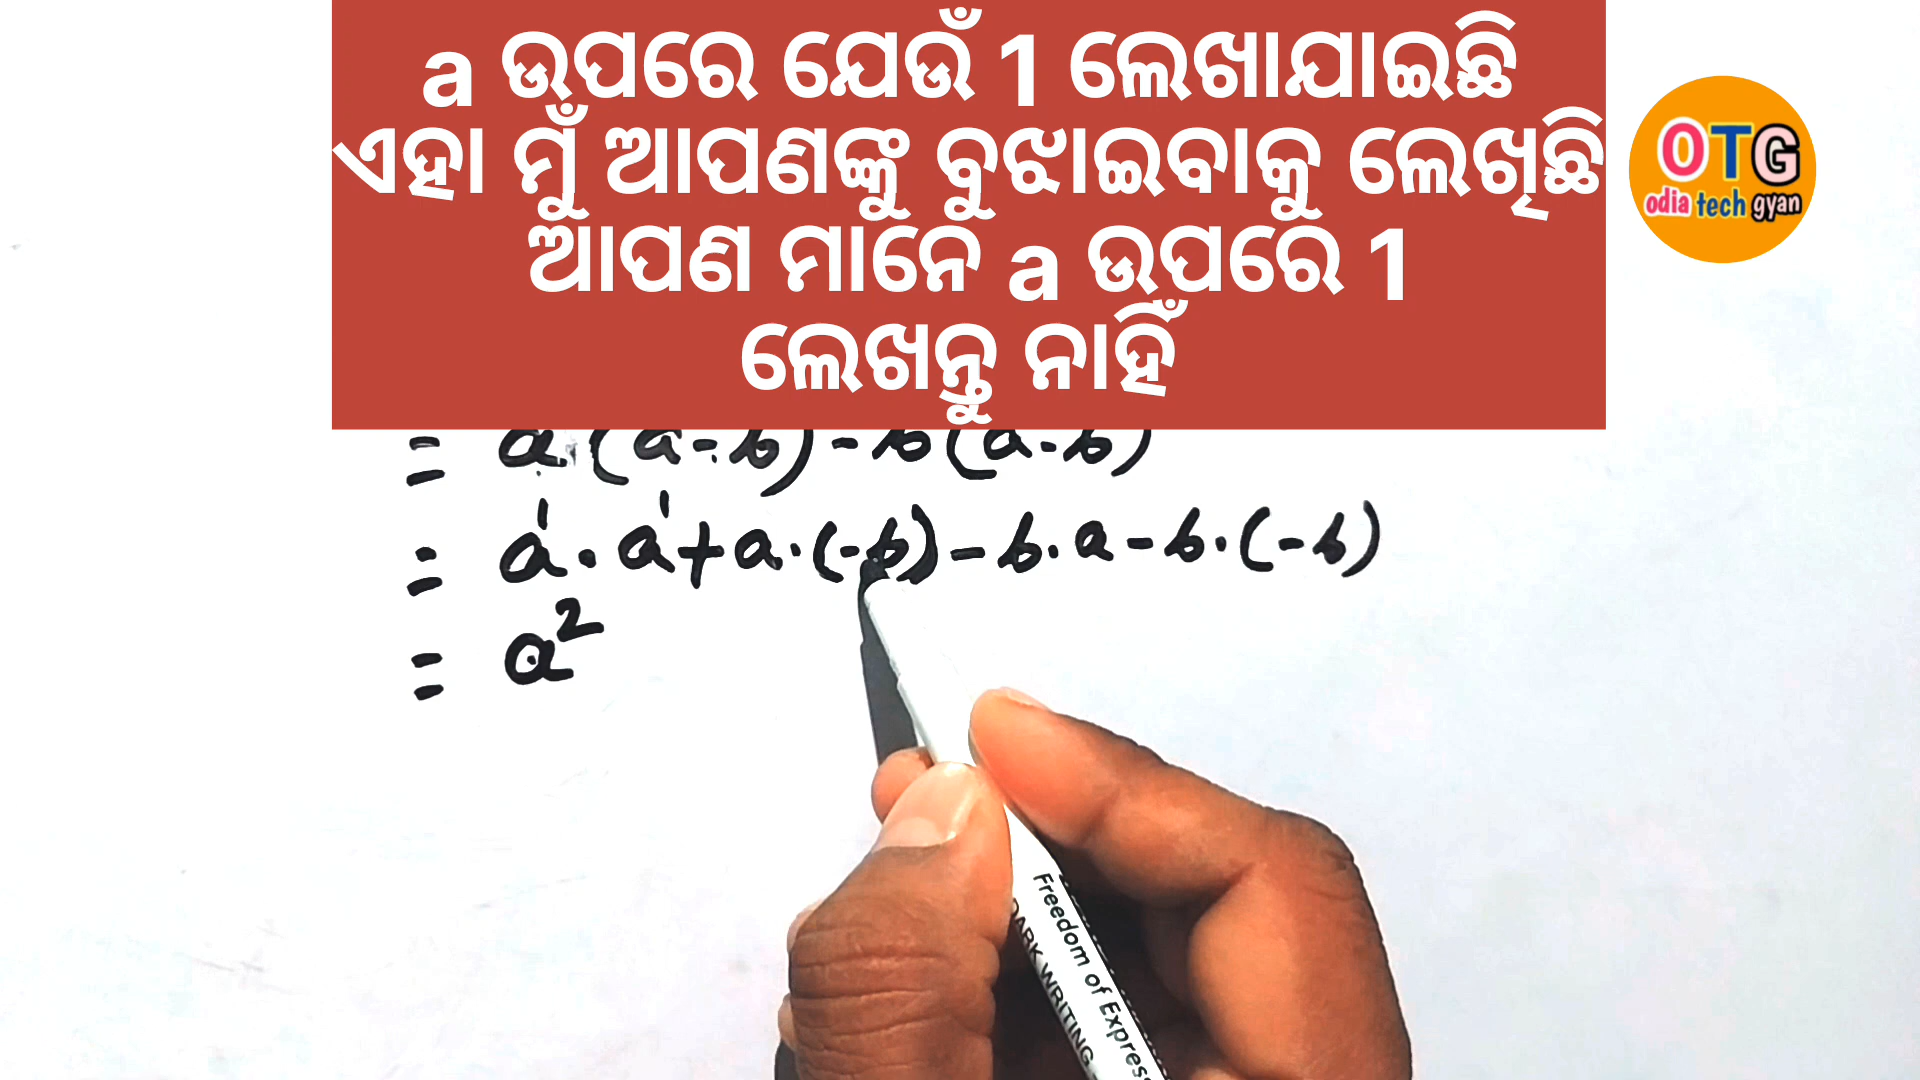 a ଉପରେ ଯେଉଁ 1 ଲେଖାଯାଇଛି
ଏହା ମୁଁ ଆପଣଙ୍କୁ ବୁଝାଇବାକୁ ଲେଖିଛି
ଆପଣ ମାନେ a ଉପରେ 1
ଲେଖନ୍ତୁ ନାହିଁ
OTG
odia tech gyan
= a.(a-b)-b(a-b)
= a¹.a¹+a.(-b)-b.a-b.(-b)
= a²
Freedom of Express
DARK WRITING